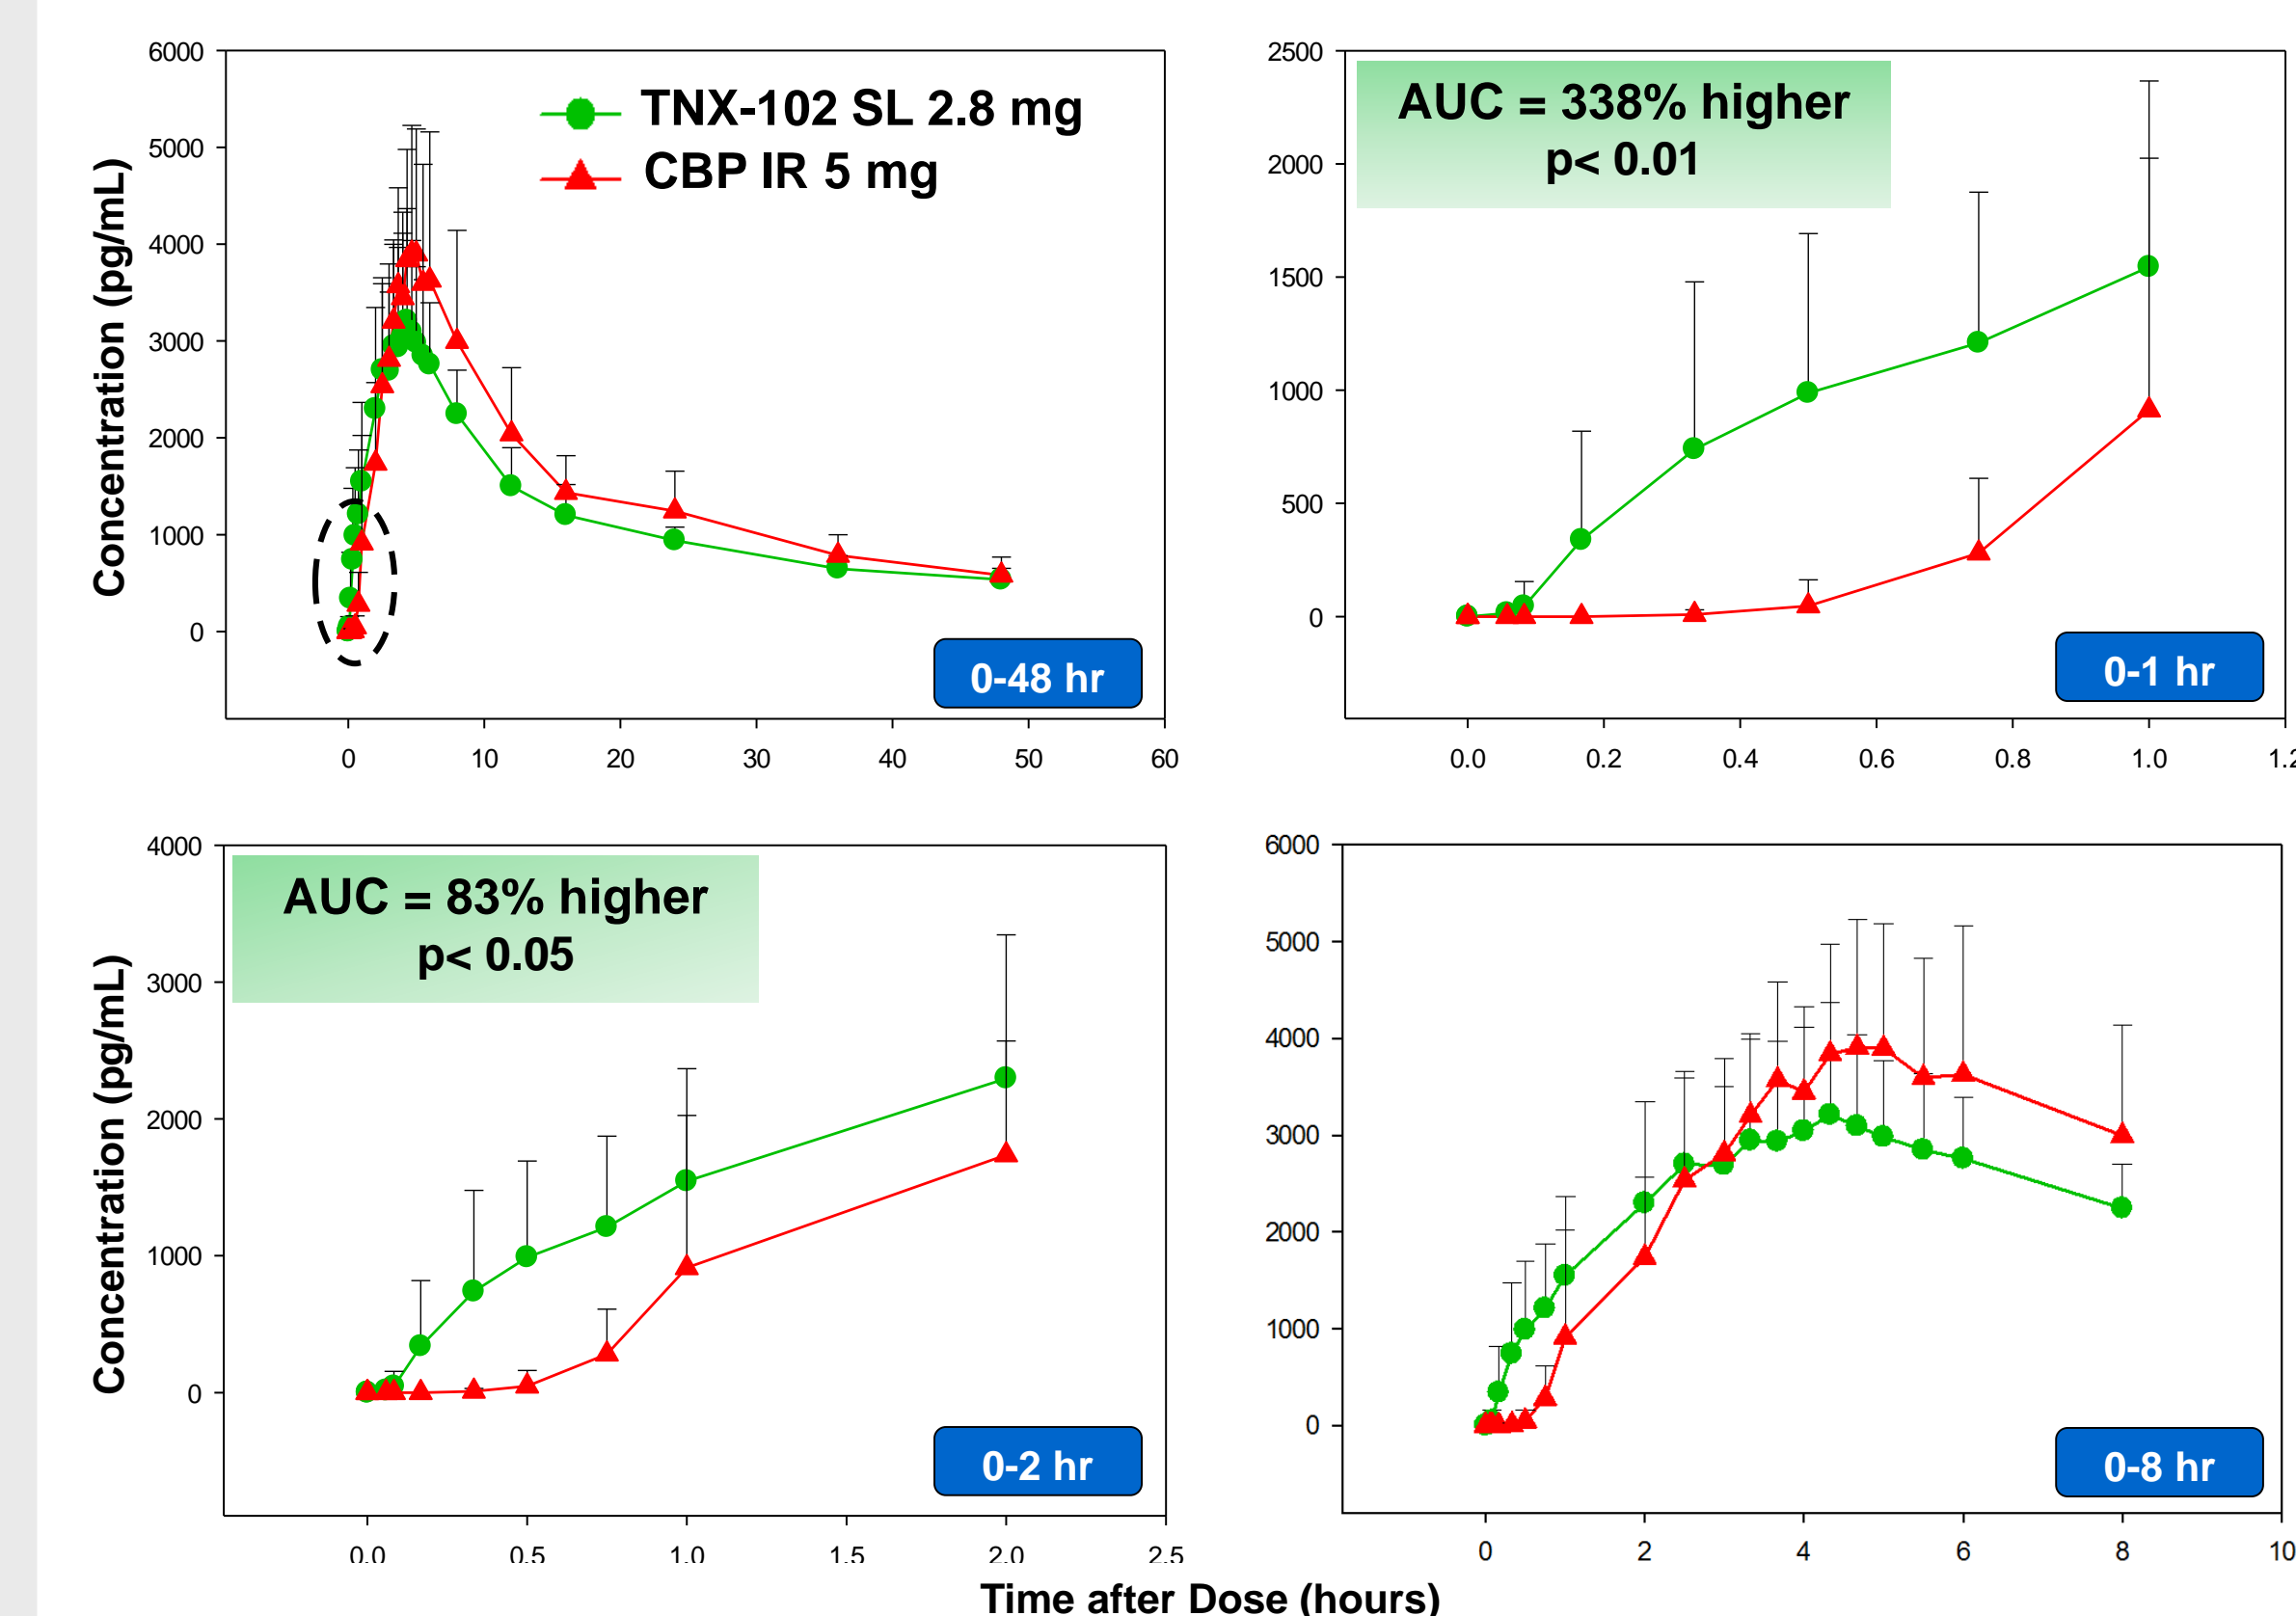 6000
5000
4000
3000
2000
1000
0
Concentration (pg/mL)
TNX-102 SL 2.8 mg
CBP IR 5 mg
0-48 hr
0 10 20 30 40 50 60
2500
2000
1500
1000
500
0
AUC = 338% higher
p< 0.01
0-1 hr
0.0 0.2 0.4 0.6 0.8 1.0 1.2
4000
3000
2000
1000
0
Concentration (pg/mL)
AUC = 83% higher
p< 0.05
0-2 hr
0.0 0.5 1.0 1.5 2.0 2.5
6000
5000
4000
3000
2000
1000
0
0-8 hr
0 2 4 6 8 10
Time after Dose (hours)